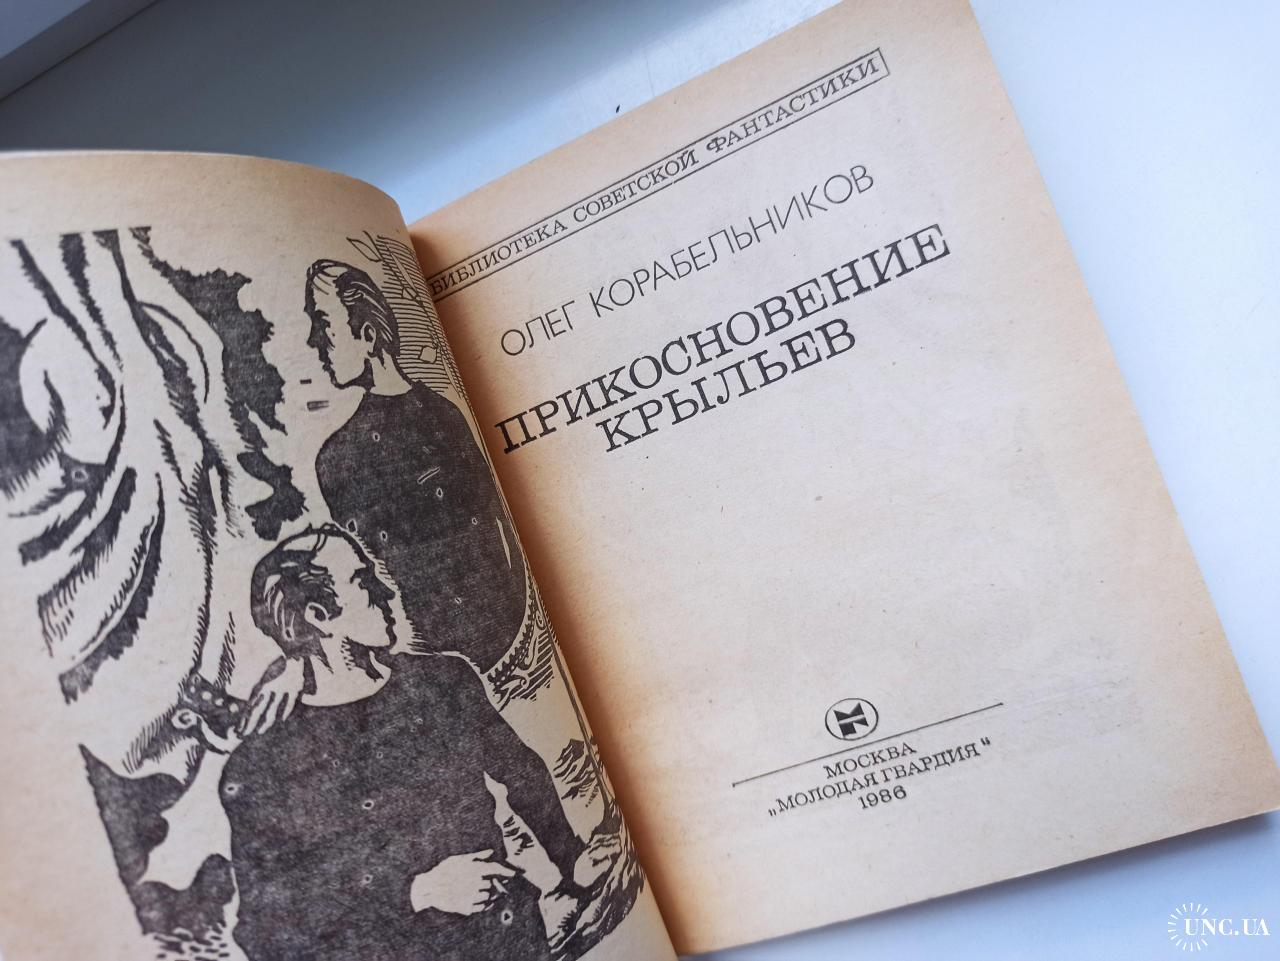 БИБЛИОТЕКА СОВЕТСКОЙ ФАНТАСТИКИ
ОЛЕГ КОРАБЕЛЬНИКОВ
ПРИКОСНОВЕНИЕ
КРЫЛЬЕВ
МОСКВА
„МОЛОДАЯ ГВАРДИЯ“
1986
UNC.UA